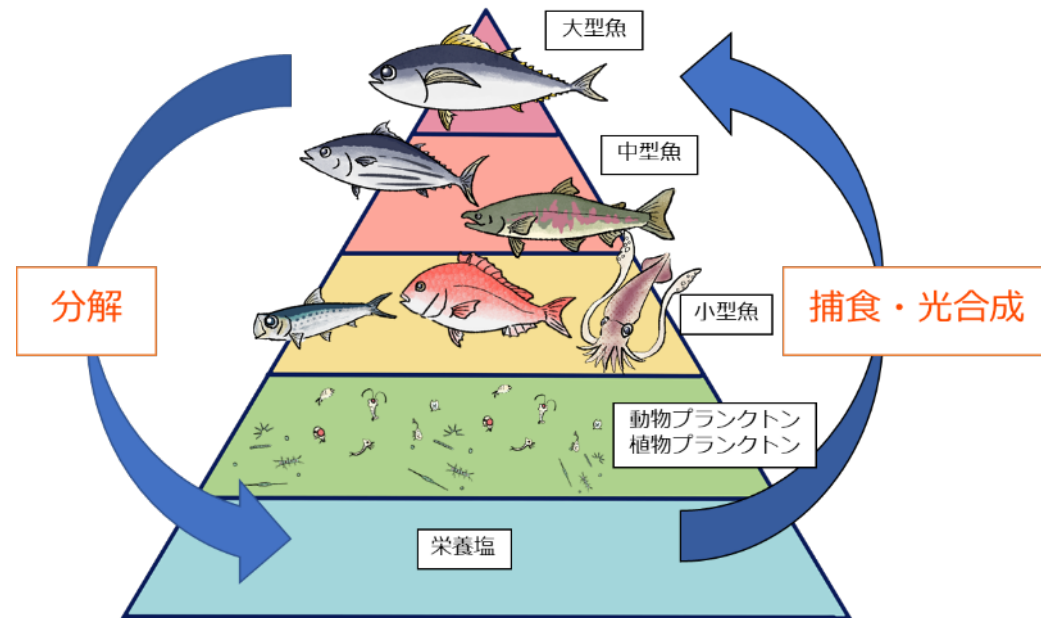 大型魚
中型魚
分解
小型魚
捕食・光合成
動物プランクトン
植物プランクトン
栄養塩